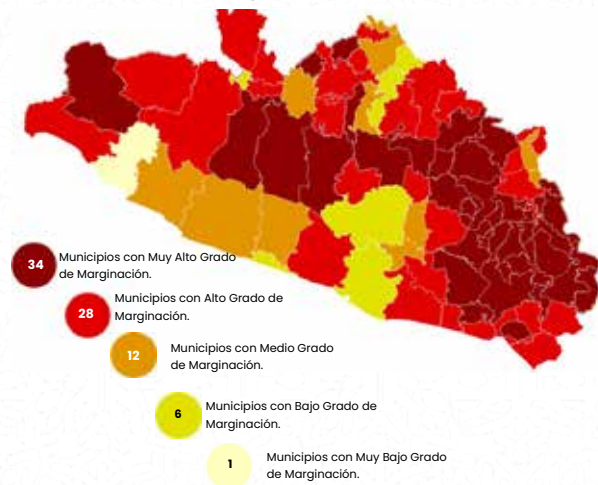 34
Municipios con Muy Alto Grado
de Marginación.
28
Municipios con Alto Grado de
Marginación.
12
Municipios con Medio Grado
de Marginación.
6
Municipios con Bajo Grado de
Marginación.
1
Municipios con Muy Bajo Grado
de Marginación.